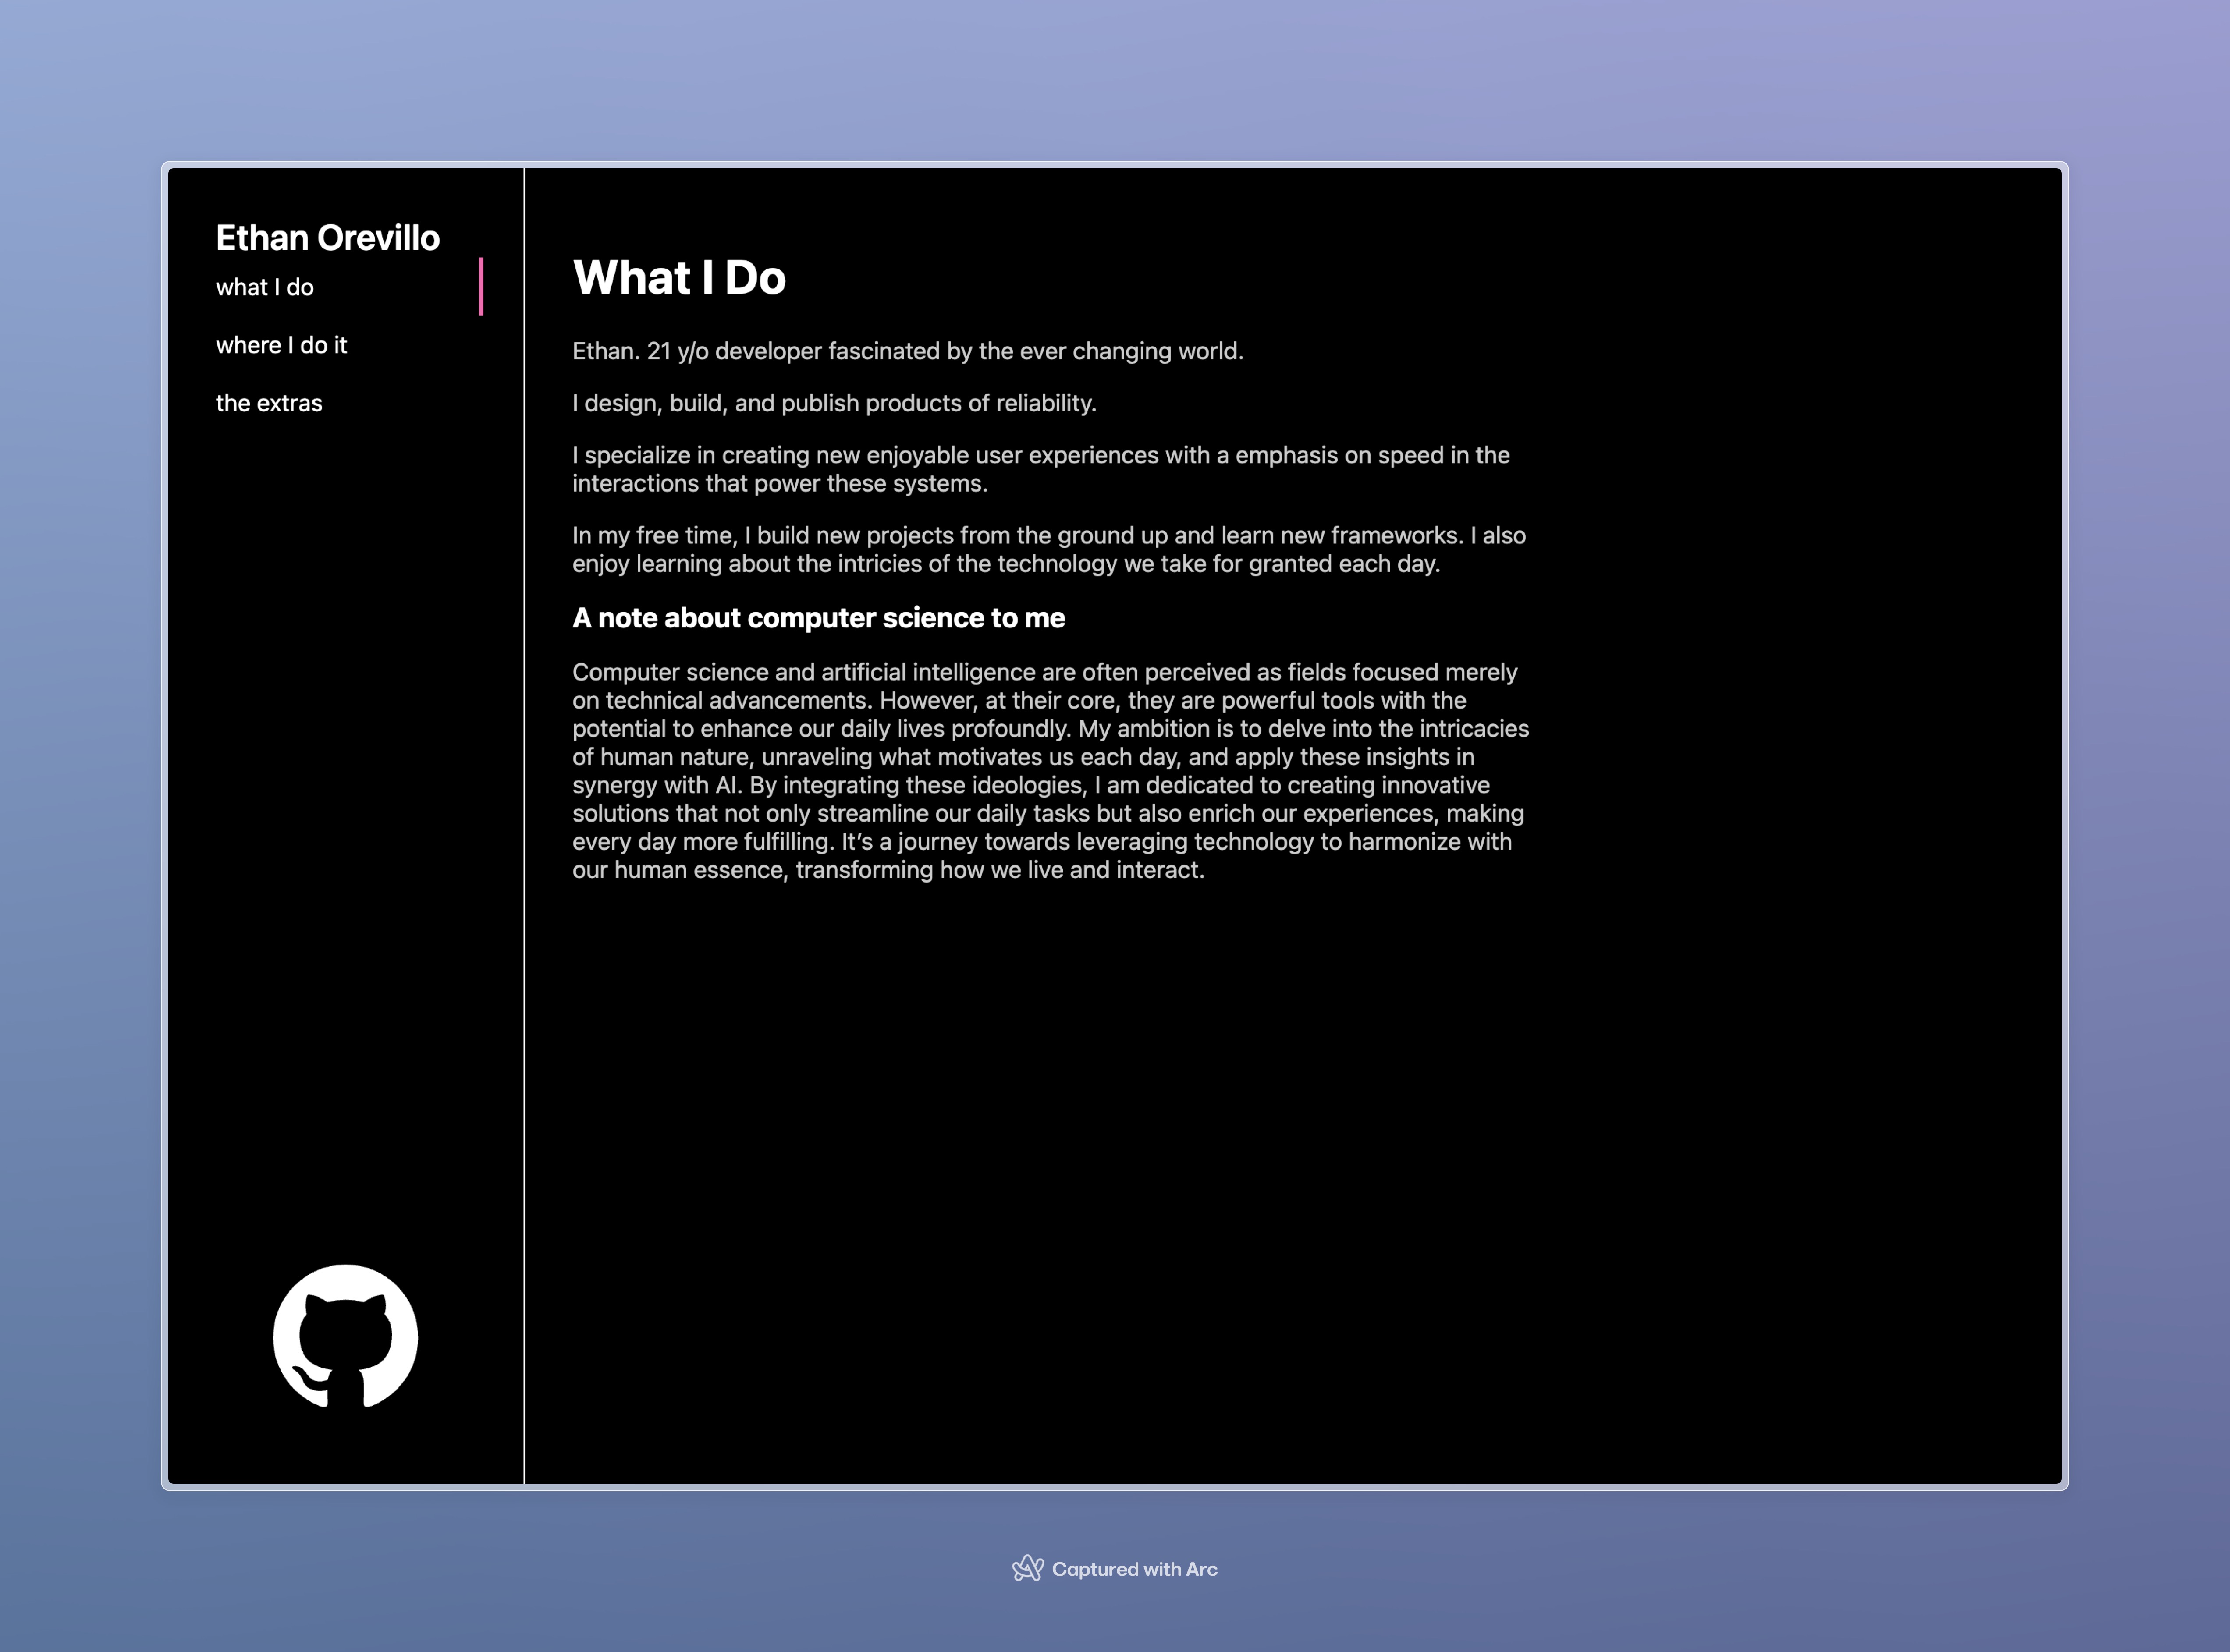 Ethan Orevillo
what I do
where I do it
the extras
What I Do
Ethan. 21 y/o developer fascinated by the ever changing world.
I design, build, and publish products of reliability.
I specialize in creating new enjoyable user experiences with a emphasis on speed in the
interactions that power these systems.
In my free time, I build new projects from the ground up and learn new frameworks. I also
enjoy learning about the intricies of the technology we take for granted each day.
A note about computer science to me
Computer science and artificial intelligence are often perceived as fields focused merely
on technical advancements. However, at their core, they are powerful tools with the
potential to enhance our daily lives profoundly. My ambition is to delve into the intricacies
of human nature, unraveling what motivates us each day, and apply these insights in
synergy with AI. By integrating these ideologies, I am dedicated to creating innovative
solutions that not only streamline our daily tasks but also enrich our experiences, making
every day more fulfilling. It’s a journey towards leveraging technology to harmonize with
our human essence, transforming how we live and interact.
Captured with Arc